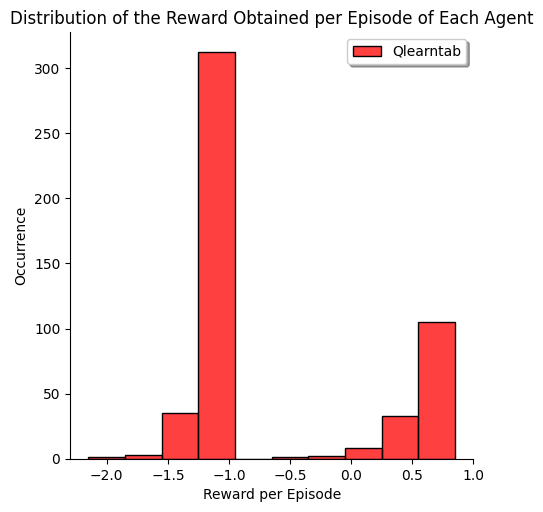 Distribution of the Reward Obtained per Episode of Each Agent
Qlearntab
300
250
200
150
100
50
0
Occurrence
−2.0 −1.5 −1.0 −0.5 0.0 0.5 1.0
Reward per Episode